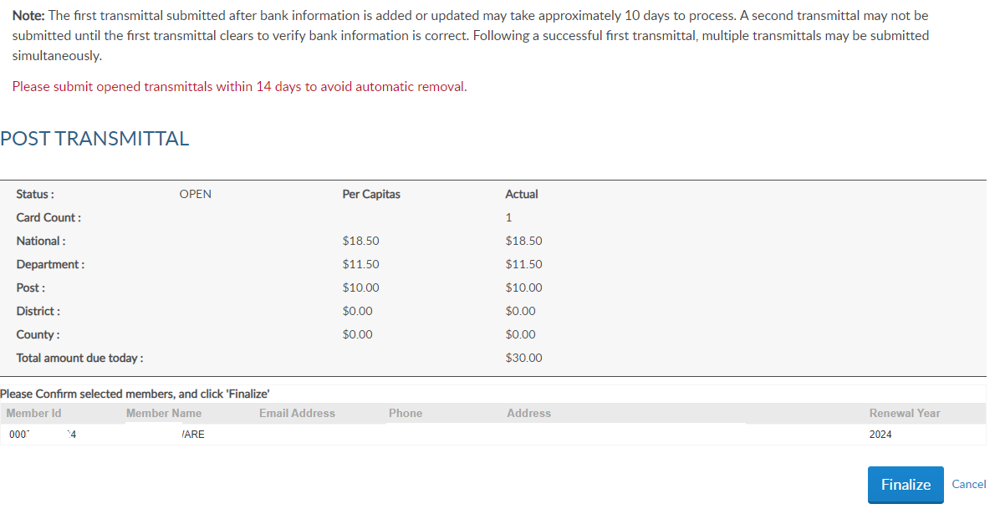 Note: The first transmittal submitted after bank information is added or updated may take approximately 10 days to process. A second transmittal may not be
submitted until the first transmittal clears to verify bank information is correct. Following a successful first transmittal, multiple transmittals may be submitted
simultaneously.
Please submit opened transmittals within 14 days to avoid automatic removal.
POST TRANSMITTAL
Status : OPEN Per Capitas Actual
Card Count : 1
National : $18.50 $18.50
Department : $11.50 $11.50
Post : $10.00 $10.00
District : $0.00 $0.00
County : $0.00 $0.00
Total amount due today : $30.00
Please Confirm selected members, and click 'Finalize'
Member Id Member Name Email Address Phone Address Renewal Year
000 4 ARE 2024
Finalize Cancel